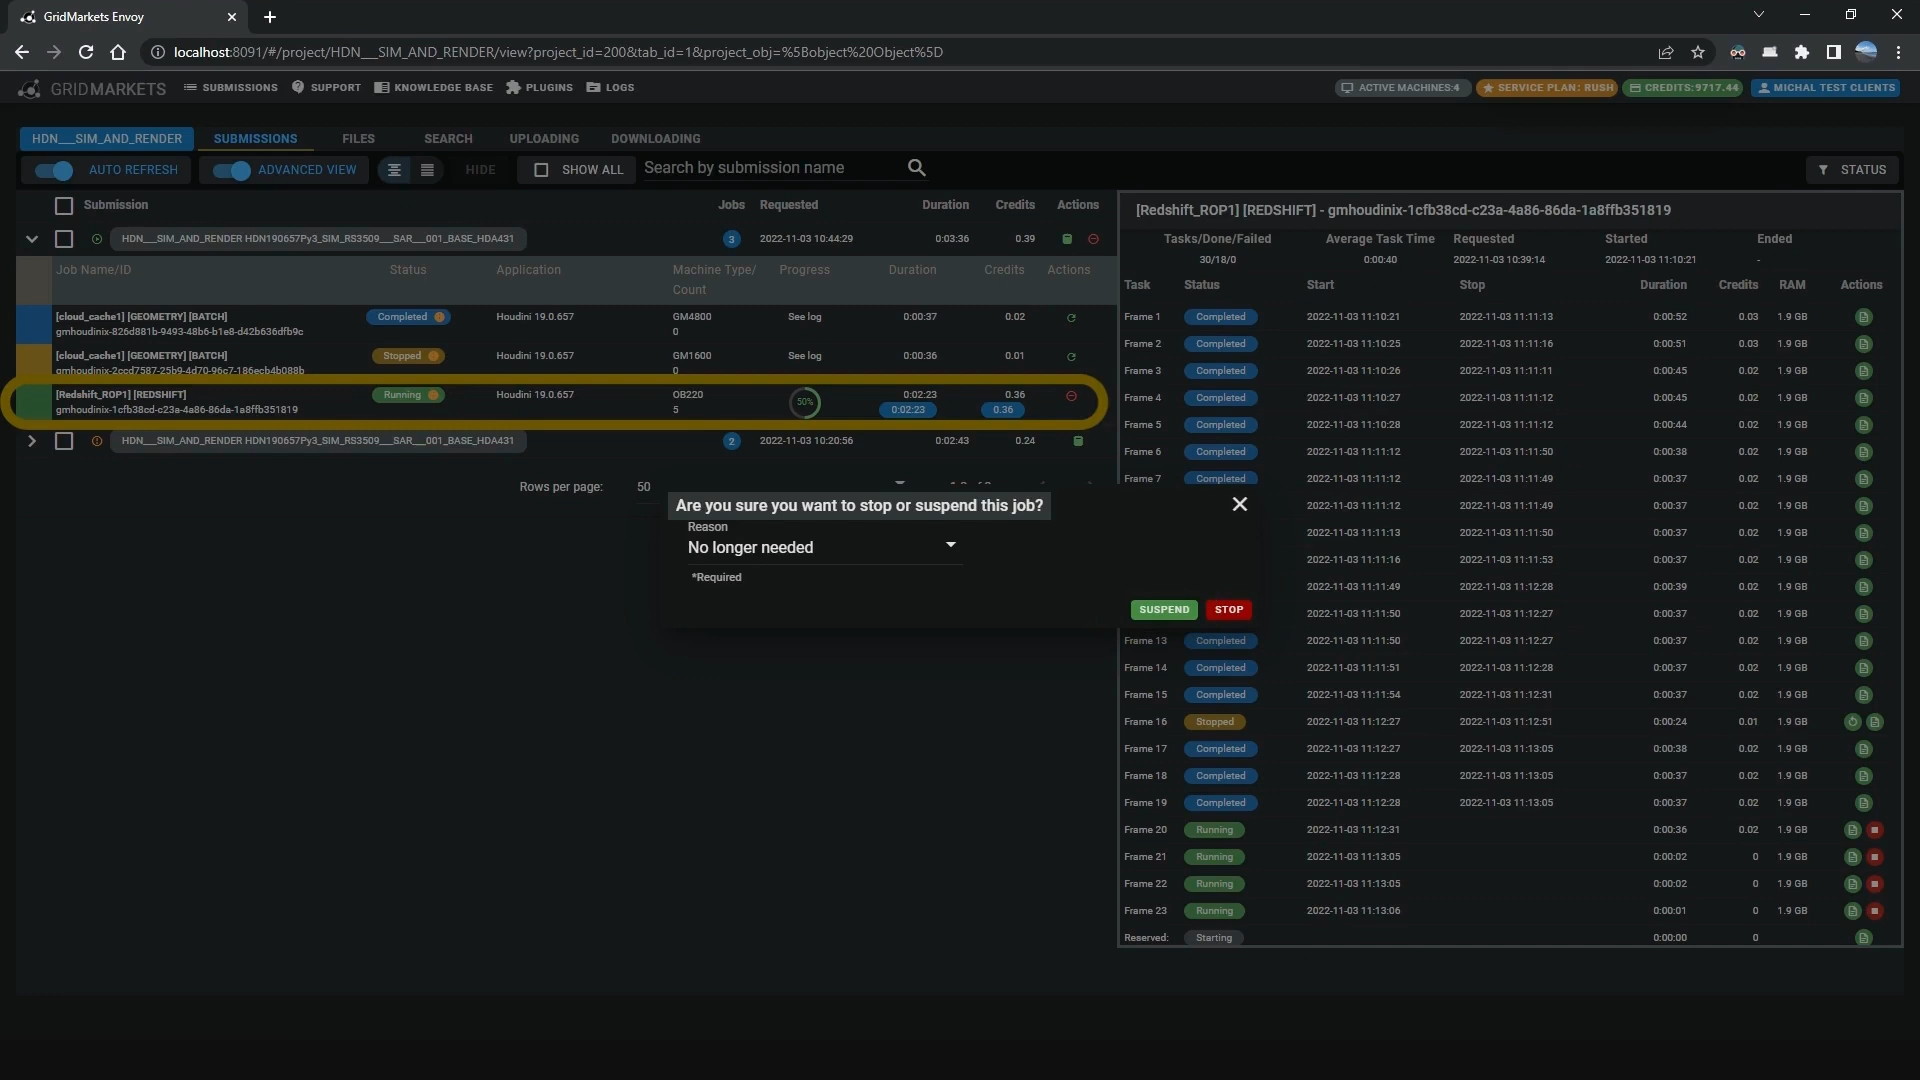 GridMarkets Envoy
localhost:8091/#/project/HDN___SIM_AND_RENDER/view?project_id=200&tab_id=1&project_obj=%5Bobject%20Object%5D
GRIDMARKETS SUBMISSIONS SUPPORT KNOWLEDGE BASE PLUGINS LOGS ACTIVE MACHINES:4 SERVICE PLAN: RUSH CREDITS:9717.44 MICHAL TEST CLIENTS
HDN___SIM_AND_RENDER SUBMISSIONS FILES SEARCH UPLOADING DOWNLOADING
AUTO REFRESH ADVANCED VIEW HIDE SHOW ALL Search by submission name STATUS
Submission Jobs Requested Duration Credits Actions
HDN___SIM_AND_RENDER HDN190657Py3_SIM_RS3509___SAR___001_BASE_HDA431 3 2022-11-03 10:44:29 0:03:36 0.39
Job Name/ID Status Application Machine Type/ Progress Duration Credits Actions
Count
[cloud_cache1] [GEOMETRY] [BATCH] Completed Houdini 19.0.657 GM4800 See log 0:00:37 0.02
gmhoudinix-826d881b-9493-48b6-b1e8-d42b636dfb9c 0
[cloud_cache1] [GEOMETRY] [BATCH] Stopped Houdini 19.0.657 GM1600 See log 0:00:36 0.01
gmhoudinix-2ccd7587-25b9-4d70-96c7-186ecb4b088b 0
[Redshift_ROP1] [REDSHIFT] Running Houdini 19.0.657 OB220 50% 0:02:23 0.36
gmhoudinix-1cfb38cd-c23a-4a86-86da-1a8ffb351819 5 0:02:23 0.36
HDN___SIM_AND_RENDER HDN190657Py3_SIM_RS3509___SAR___001_BASE_HDA431 2 2022-11-03 10:20:56 0:02:43 0.24
Rows per page: 50
Are you sure you want to stop or suspend this job?
Reason
No longer needed
*Required
SUSPEND STOP
[Redshift_ROP1] [REDSHIFT] - gmhoudinix-1cfb38cd-c23a-4a86-86da-1a8ffb351819
Tasks/Done/Failed Average Task Time Requested Started Ended
30/18/0 0:00:40 2022-11-03 10:39:14 2022-11-03 11:10:21 -
Task Status Start Stop Duration Credits RAM Actions
Frame 1 Completed 2022-11-03 11:10:21 2022-11-03 11:11:13 0:00:52 0.03 1.9 GB
Frame 2 Completed 2022-11-03 11:10:25 2022-11-03 11:11:16 0:00:51 0.03 1.9 GB
Frame 3 Completed 2022-11-03 11:10:26 2022-11-03 11:11:11 0:00:45 0.02 1.9 GB
Frame 4 Completed 2022-11-03 11:10:27 2022-11-03 11:11:12 0:00:45 0.02 1.9 GB
Frame 5 Completed 2022-11-03 11:10:28 2022-11-03 11:11:12 0:00:44 0.02 1.9 GB
Frame 6 Completed 2022-11-03 11:11:12 2022-11-03 11:11:50 0:00:38 0.02 1.9 GB
Frame 7 Completed 2022-11-03 11:11:12 2022-11-03 11:11:49 0:00:37 0.02 1.9 GB
2022-11-03 11:11:12 2022-11-03 11:11:49 0:00:37 0.02 1.9 GB
2022-11-03 11:11:13 2022-11-03 11:11:50 0:00:37 0.02 1.9 GB
2022-11-03 11:11:16 2022-11-03 11:11:53 0:00:37 0.02 1.9 GB
2022-11-03 11:11:49 2022-11-03 11:12:28 0:00:39 0.02 1.9 GB
2022-11-03 11:11:50 2022-11-03 11:12:27 0:00:37 0.02 1.9 GB
Frame 13 Completed 2022-11-03 11:11:50 2022-11-03 11:12:27 0:00:37 0.02 1.9 GB
Frame 14 Completed 2022-11-03 11:11:51 2022-11-03 11:12:28 0:00:37 0.02 1.9 GB
Frame 15 Completed 2022-11-03 11:11:54 2022-11-03 11:12:31 0:00:37 0.02 1.9 GB
Frame 16 Stopped 2022-11-03 11:12:27 2022-11-03 11:12:51 0:00:24 0.01 1.9 GB
Frame 17 Completed 2022-11-03 11:12:27 2022-11-03 11:13:05 0:00:38 0.02 1.9 GB
Frame 18 Completed 2022-11-03 11:12:28 2022-11-03 11:13:05 0:00:37 0.02 1.9 GB
Frame 19 Completed 2022-11-03 11:12:28 2022-11-03 11:13:05 0:00:37 0.02 1.9 GB
Frame 20 Running 2022-11-03 11:12:31 0:00:36 0.02 1.9 GB
Frame 21 Running 2022-11-03 11:13:05 0:00:02 0 1.9 GB
Frame 22 Running 2022-11-03 11:13:05 0:00:02 0 1.9 GB
Frame 23 Running 2022-11-03 11:13:06 0:00:01 0 1.9 GB
Reserved: Starting 0:00:00 0